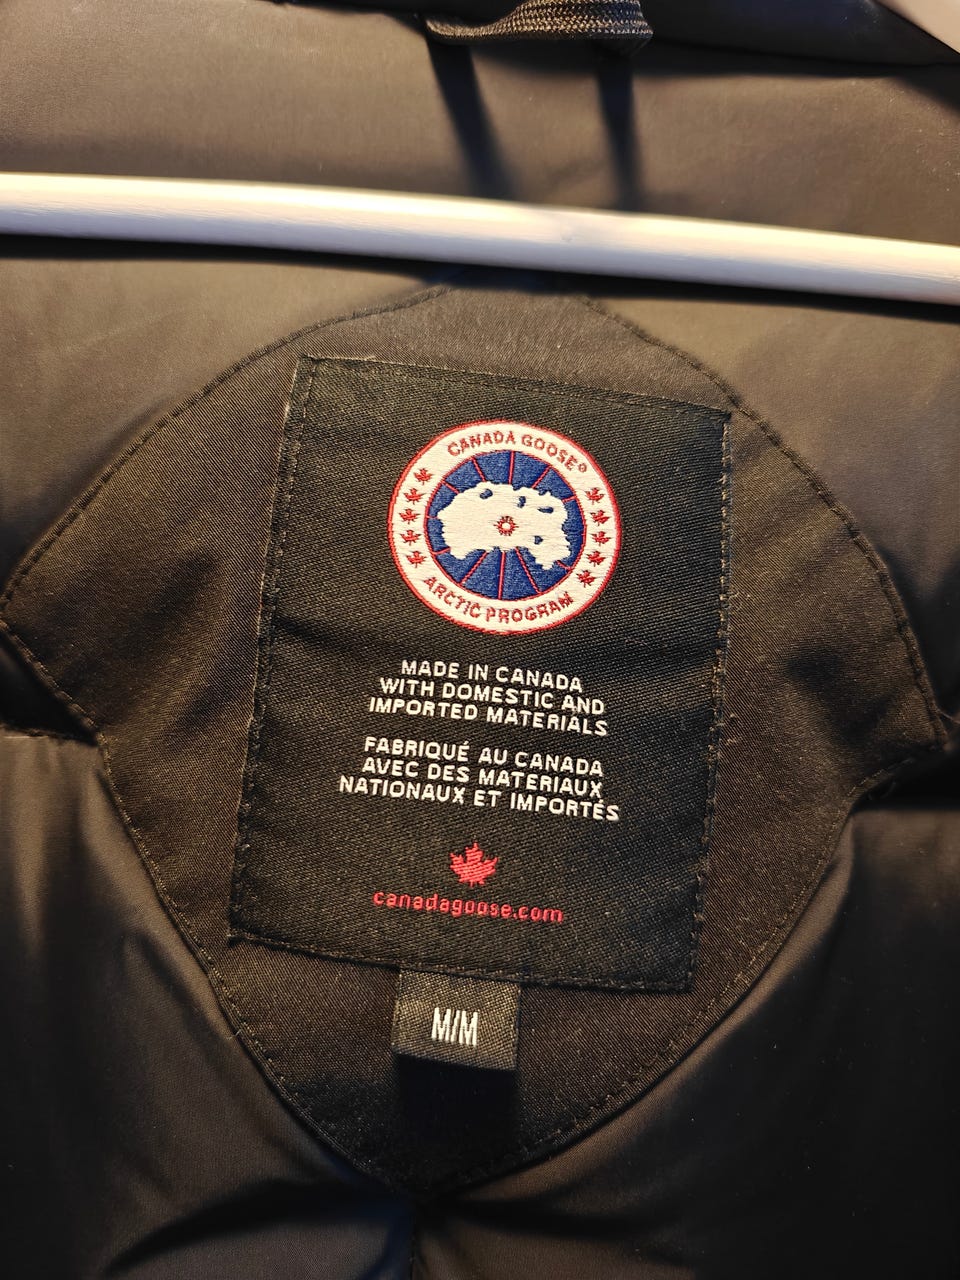 CANADA GOOSE®
ARCTIC PROGRAM
MADE IN CANADA
WITH DOMESTIC AND
IMPORTED MATERIALS
FABRIQUÉ AU CANADA
AVEC DES MATERIAUX
NATIONAUX ET IMPORTÉS
canadagoose.com
M/M